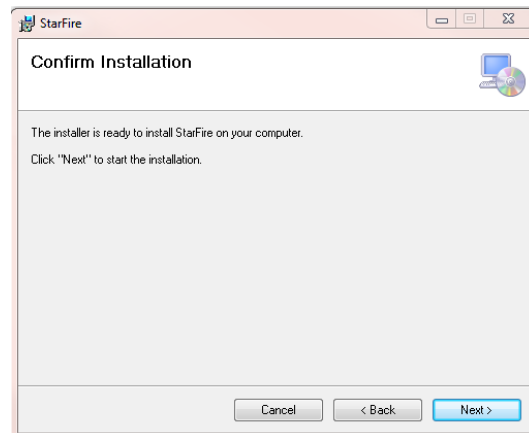 StarFire
Confirm Installation
The installer is ready to install StarFire on your computer.
Click "Next" to start the installation.
Cancel
< Back
Next >